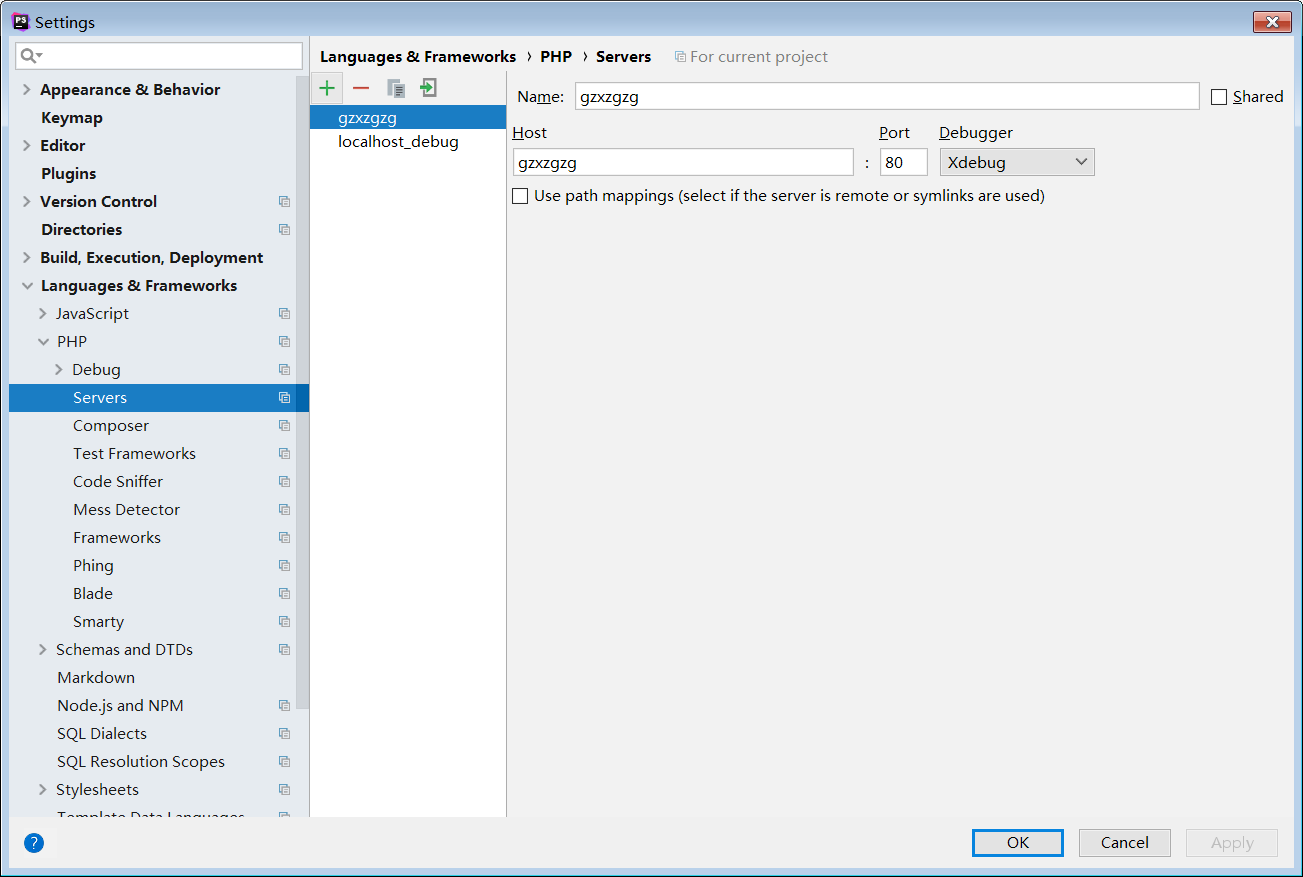 PS
Settings
Appearance & Behavior
Keymap
Editor
Plugins
Version Control
Directories
Build, Execution, Deployment
Languages & Frameworks
JavaScript
PHP
Debug
Servers
Composer
Test Frameworks
Code Sniffer
Mess Detector
Frameworks
Phing
Blade
Smarty
Schemas and DTDs
Markdown
Node.js and NPM
SQL Dialects
SQL Resolution Scopes
Stylesheets
Template Data Languages
Languages & Frameworks › PHP › Servers For current project
gzxzgzg
localhost_debug
Name: gzxzgzg Shared
Host Port Debugger
gzxzgzg : 80 Xdebug
Use path mappings (select if the server is remote or symlinks are used)
? OK Cancel Apply